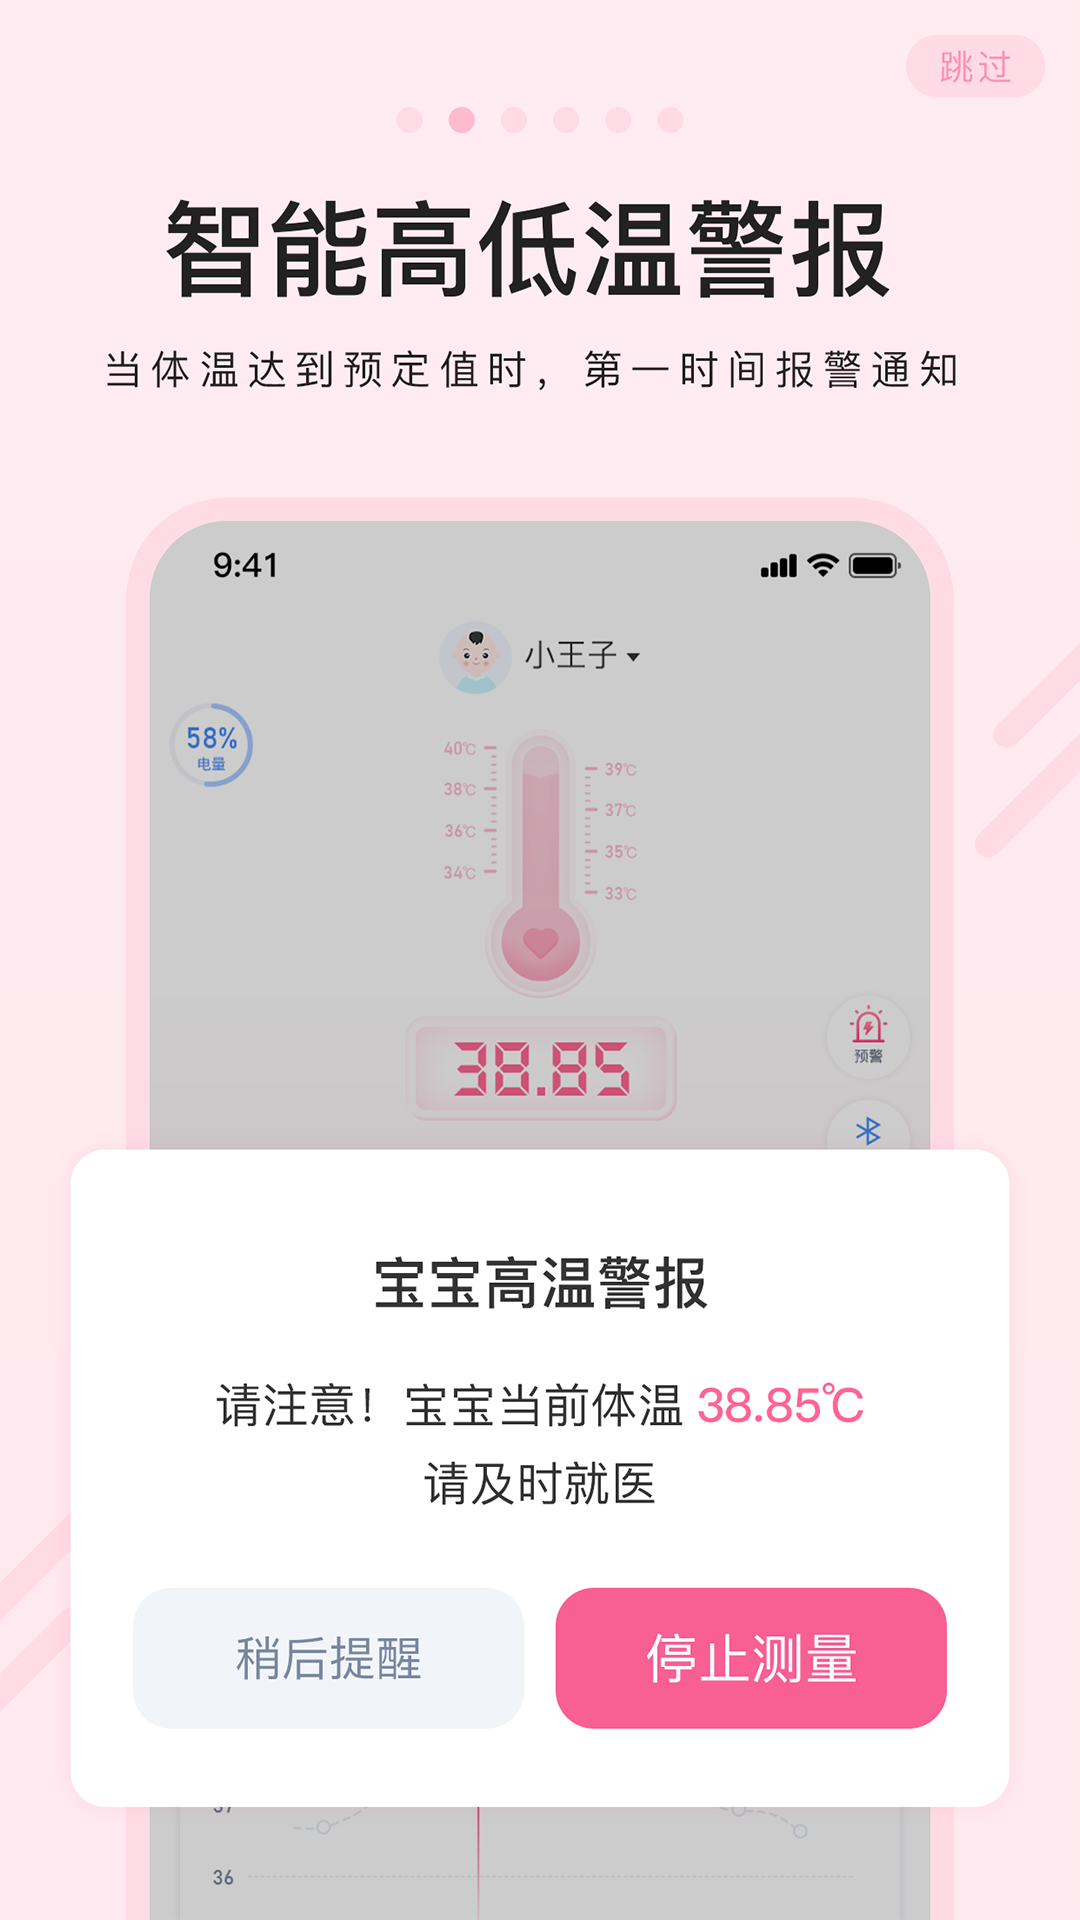 跳过
智能高低温警报
当体温达到预定值时，第一时间报警通知
9:41
小王子
58%
电量
40℃
39℃
38℃
37℃
36℃
35℃
34℃
33℃
预警
38.85
宝宝高温警报
请注意！宝宝当前体温 38.85℃
请及时就医
稍后提醒
停止测量
37
36